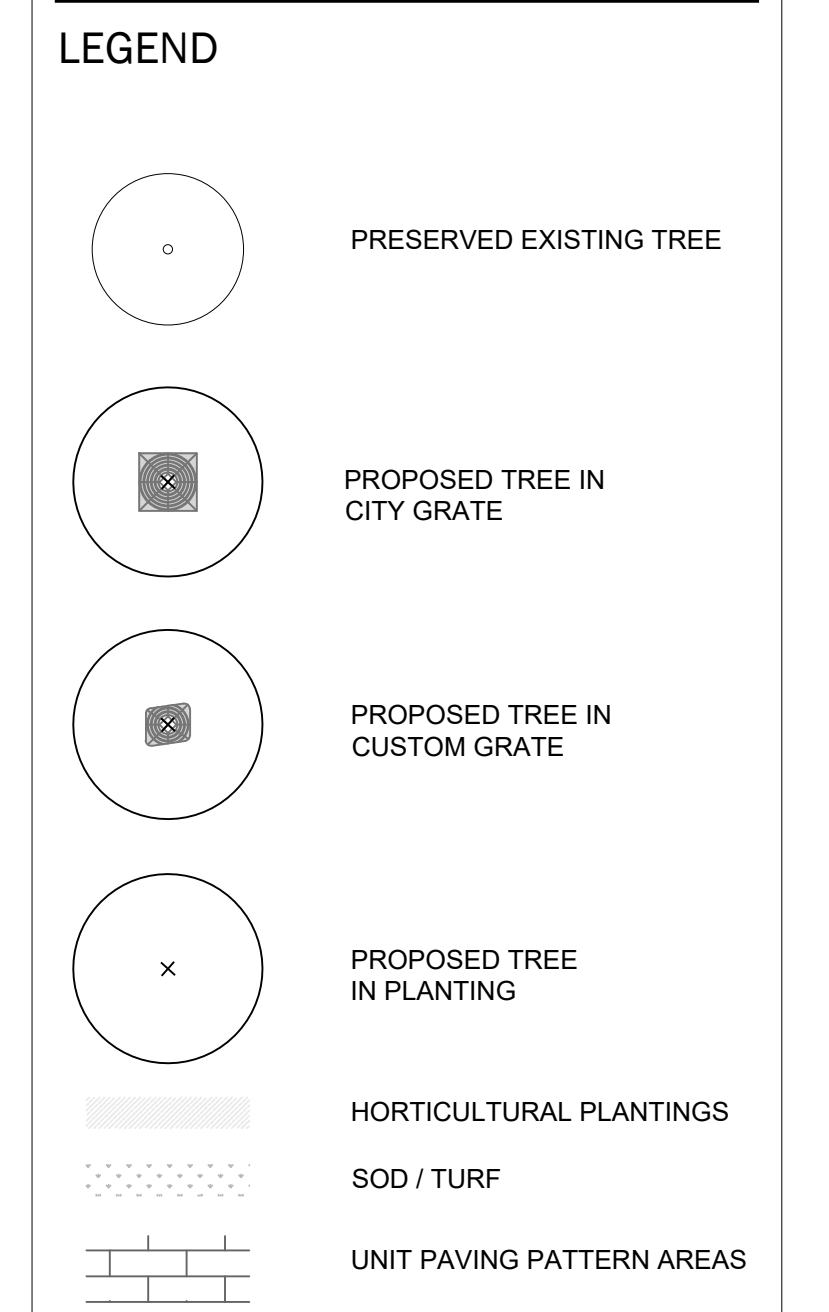 LEGEND
PRESERVED EXISTING TREE
PROPOSED TREE IN
CITY GRATE
PROPOSED TREE IN
CUSTOM GRATE
PROPOSED TREE
IN PLANTING
HORTICULTURAL PLANTINGS
SOD / TURF
UNIT PAVING PATTERN AREAS